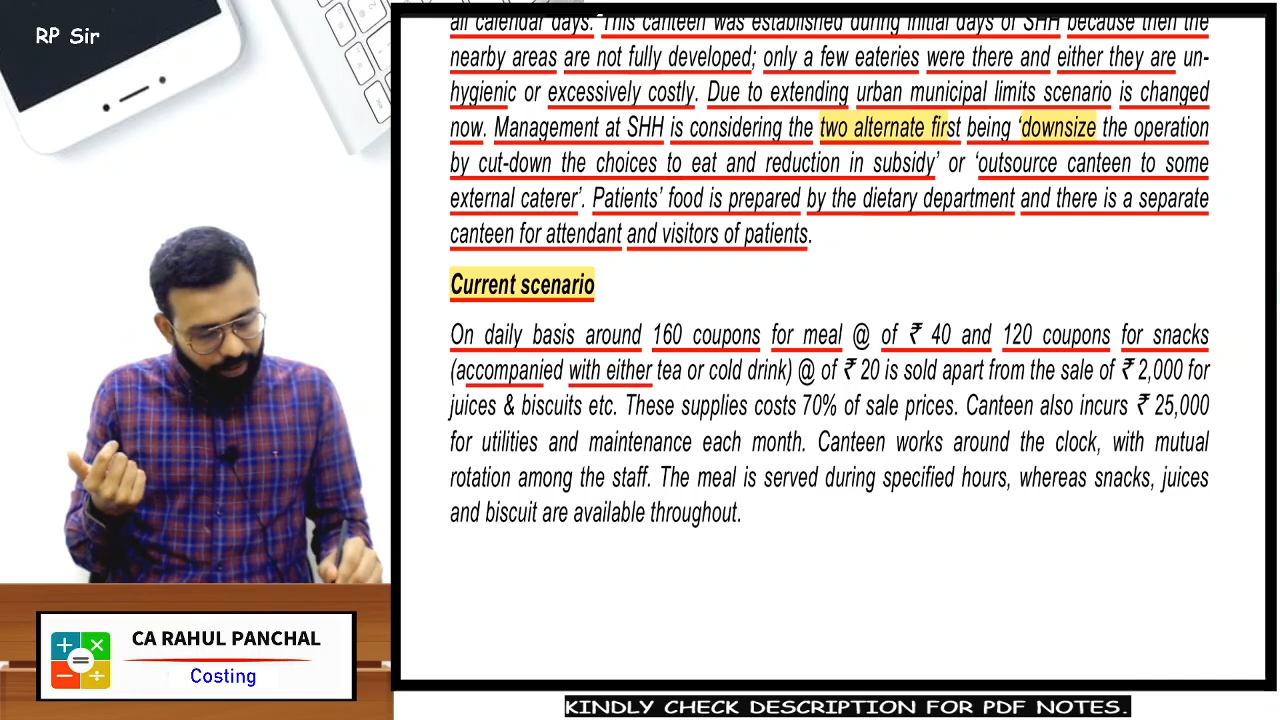 RP Sir
all calendar days. This canteen was established during initial days of SHH because then the
nearby areas are not fully developed; only a few eateries were there and either they are un-
hygienic or excessively costly. Due to extending urban municipal limits scenario is changed
now. Management at SHH is considering the two alternate first being ‘downsize the operation
by cut-down the choices to eat and reduction in subsidy’ or ‘outsource canteen to some
external caterer’. Patients’ food is prepared by the dietary department and there is a separate
canteen for attendant and visitors of patients.
Current scenario
On daily basis around 160 coupons for meal @ of ₹ 40 and 120 coupons for snacks
(accompanied with either tea or cold drink) @ of ₹ 20 is sold apart from the sale of ₹ 2,000 for
juices & biscuits etc. These supplies costs 70% of sale prices. Canteen also incurs ₹ 25,000
for utilities and maintenance each month. Canteen works around the clock, with mutual
rotation among the staff. The meal is served during specified hours, whereas snacks, juices
and biscuit are available throughout.
CA RAHUL PANCHAL
Costing
KINDLY CHECK DESCRIPTION FOR PDF NOTES.